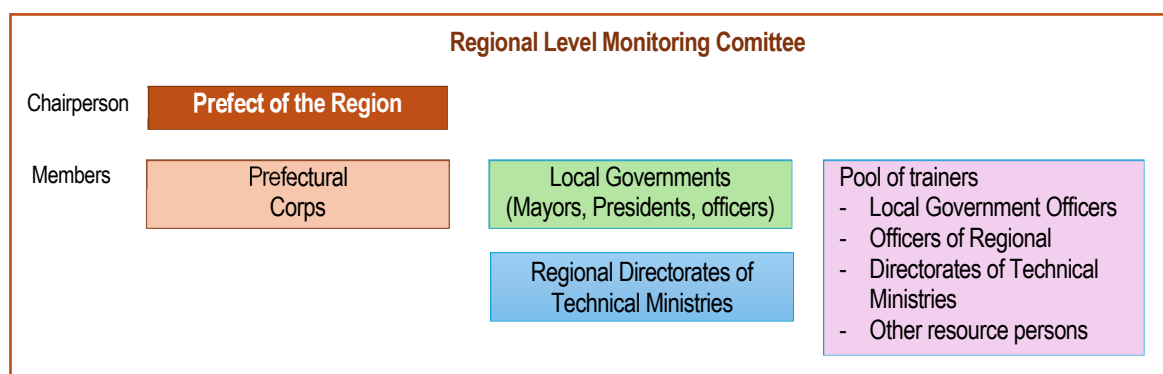 Regional Level Monitoring Comittee
Chairperson
Prefect of the Region
Members
Prefectural
Corps
Local Governments
(Mayors, Presidents, officers)
Regional Directorates of
Technical Ministries
Pool of trainers
- Local Government Officers
- Officers of Regional
- Directorates of Technical
Ministries
- Other resource persons